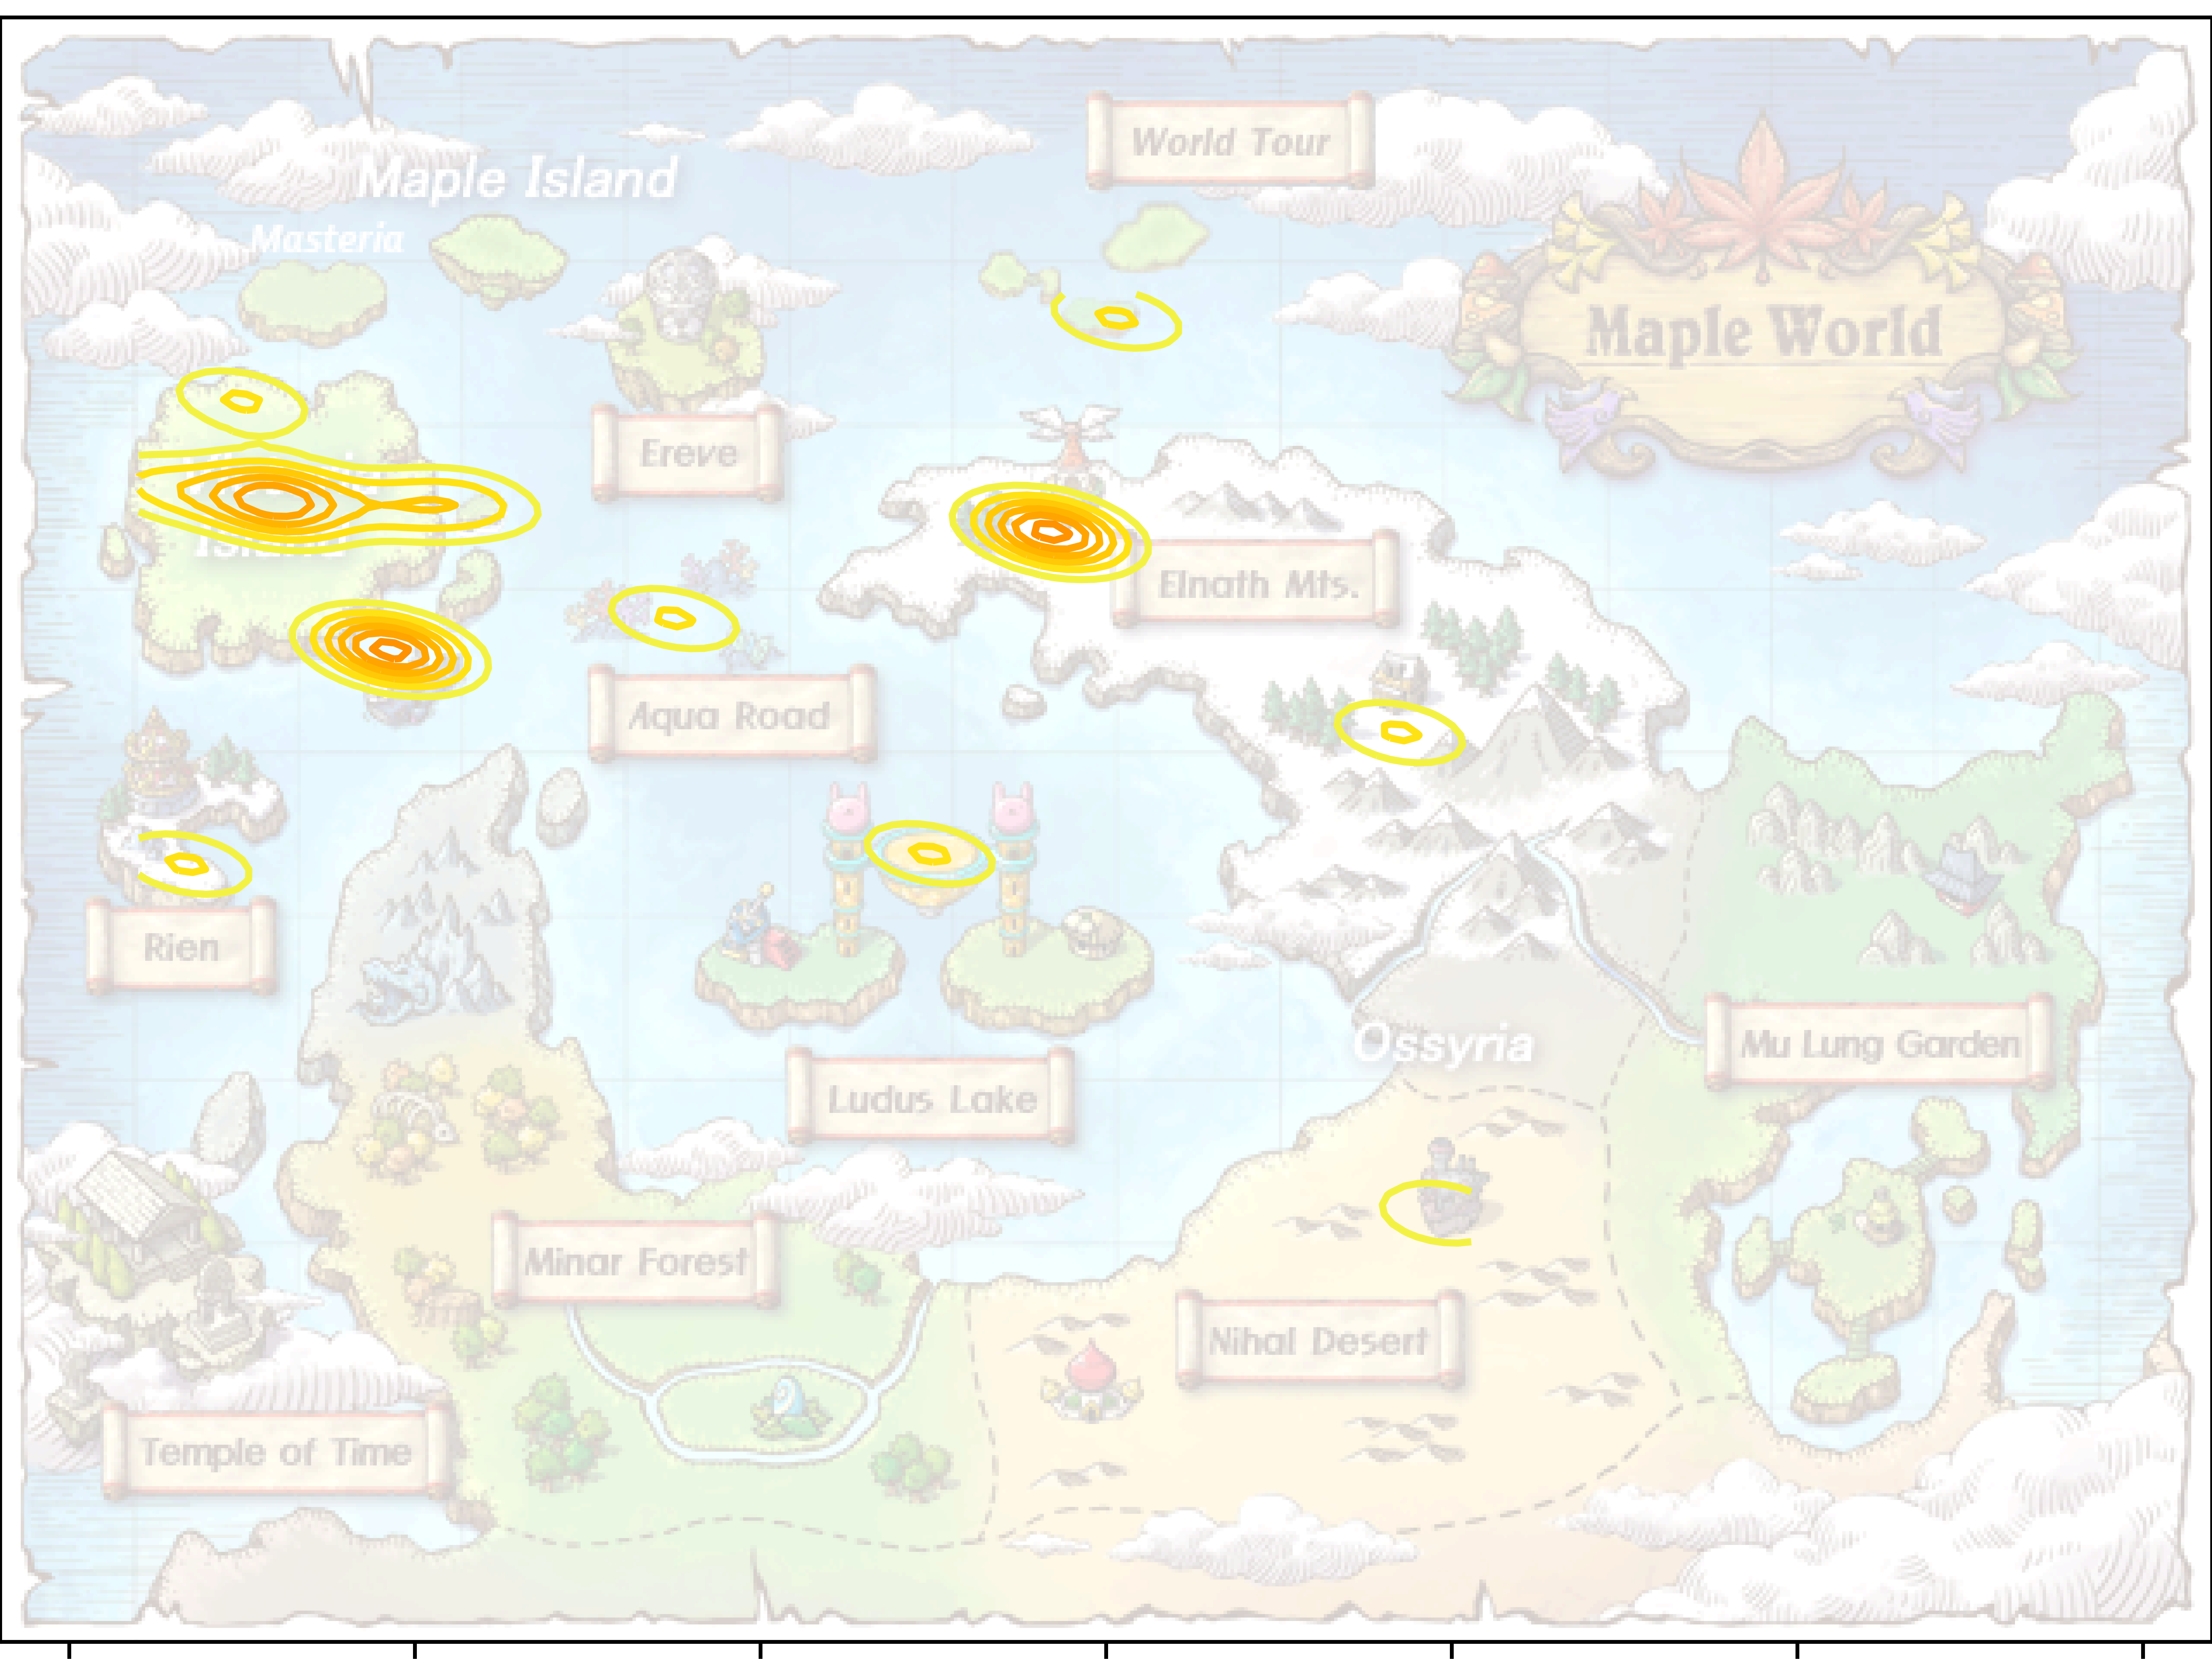 World Tour
Maple Island
Masteria
Maple World
Ereve
Island
Elnath Mts.
Aqua Road
Rien
Ossyria
Mu Lung Garden
Ludus Lake
Minar Forest
Nihal Desert
Temple of Time